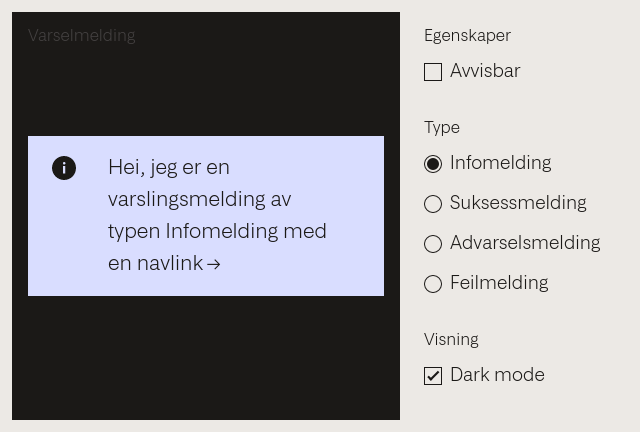 Varselmelding
Hei, jeg er en
varslingsmelding av
typen Infomelding med
en navlink→
Egenskaper
Avvisbar
Type
Infomelding
Suksessmelding
Advarselsmelding
Feilmelding
Visning
Dark mode